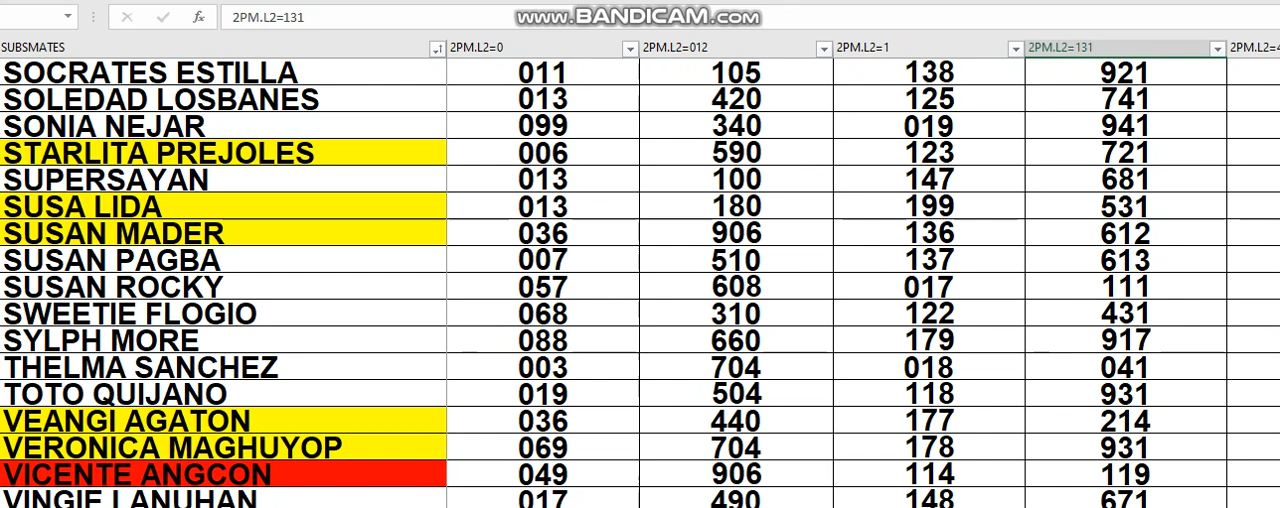 2PM.L2=131
www.BANDICAM.com
SUBSMATES 2PM.L2=0 2PM.L2=012 2PM.L2=1 2PM.L2=131 2PM.L2=4
SOCRATES ESTILLA 011 105 138 921
SOLEDAD LOSBANES 013 420 125 741
SONIA NEJAR 099 340 019 941
STARLITA PREJOLES 006 590 123 721
SUPERSAYAN 013 100 147 681
SUSA LIDA 013 180 199 531
SUSAN MADER 036 906 136 612
SUSAN PAGBA 007 510 137 613
SUSAN ROCKY 057 608 017 111
SWEETIE FLOGIO 068 310 122 431
SYLPH MORE 088 660 179 917
THELMA SANCHEZ 003 704 018 041
TOTO QUIJANO 019 504 118 931
VEANGI AGATON 036 440 177 214
VERONICA MAGHUYOP 069 704 178 931
VICENTE ANGCON 049 906 114 119
VINGIE LANUHAN 017 490 148 671